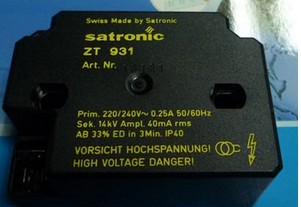 Swiss Made by Satronic
satronic
ZT 931
Art. Nr.
Prim. 220/240V~ 0.25A 50/60Hz
Sek. 14kV Ampl. 40mA rms
AB 33% ED in 3Min. IP40
VORSICHT HOCHSPANNUNG!
HIGH VOLTAGE DANGER!